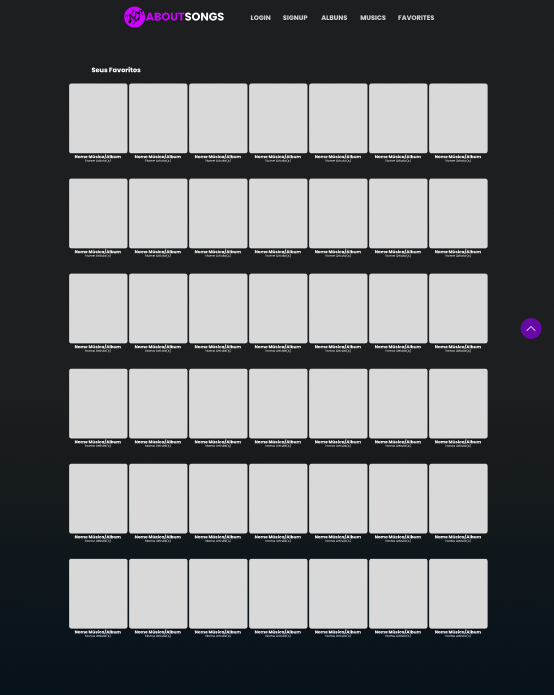 ABOUTSONGS LOGIN SIGNUP ALBUNS MUSICS FAVORITES
Seus Favoritos
Nome Música/Album Nome Música/Album Nome Música/Album Nome Música/Album Nome Música/Album Nome Música/Album Nome Música/Album
Nome Artista(s) Nome Artista(s) Nome Artista(s) Nome Artista(s) Nome Artista(s) Nome Artista(s) Nome Artista(s)
Nome Música/Album Nome Música/Album Nome Música/Album Nome Música/Album Nome Música/Album Nome Música/Album Nome Música/Album
Nome Artista(s) Nome Artista(s) Nome Artista(s) Nome Artista(s) Nome Artista(s) Nome Artista(s) Nome Artista(s)
Nome Música/Album Nome Música/Album Nome Música/Album Nome Música/Album Nome Música/Album Nome Música/Album Nome Música/Album
Nome Artista(s) Nome Artista(s) Nome Artista(s) Nome Artista(s) Nome Artista(s) Nome Artista(s) Nome Artista(s)
Nome Música/Album Nome Música/Album Nome Música/Album Nome Música/Album Nome Música/Album Nome Música/Album Nome Música/Album
Nome Artista(s) Nome Artista(s) Nome Artista(s) Nome Artista(s) Nome Artista(s) Nome Artista(s) Nome Artista(s)
Nome Música/Album Nome Música/Album Nome Música/Album Nome Música/Album Nome Música/Album Nome Música/Album Nome Música/Album
Nome Artista(s) Nome Artista(s) Nome Artista(s) Nome Artista(s) Nome Artista(s) Nome Artista(s) Nome Artista(s)
Nome Música/Album Nome Música/Album Nome Música/Album Nome Música/Album Nome Música/Album Nome Música/Album Nome Música/Album
Nome Artista(s) Nome Artista(s) Nome Artista(s) Nome Artista(s) Nome Artista(s) Nome Artista(s) Nome Artista(s)